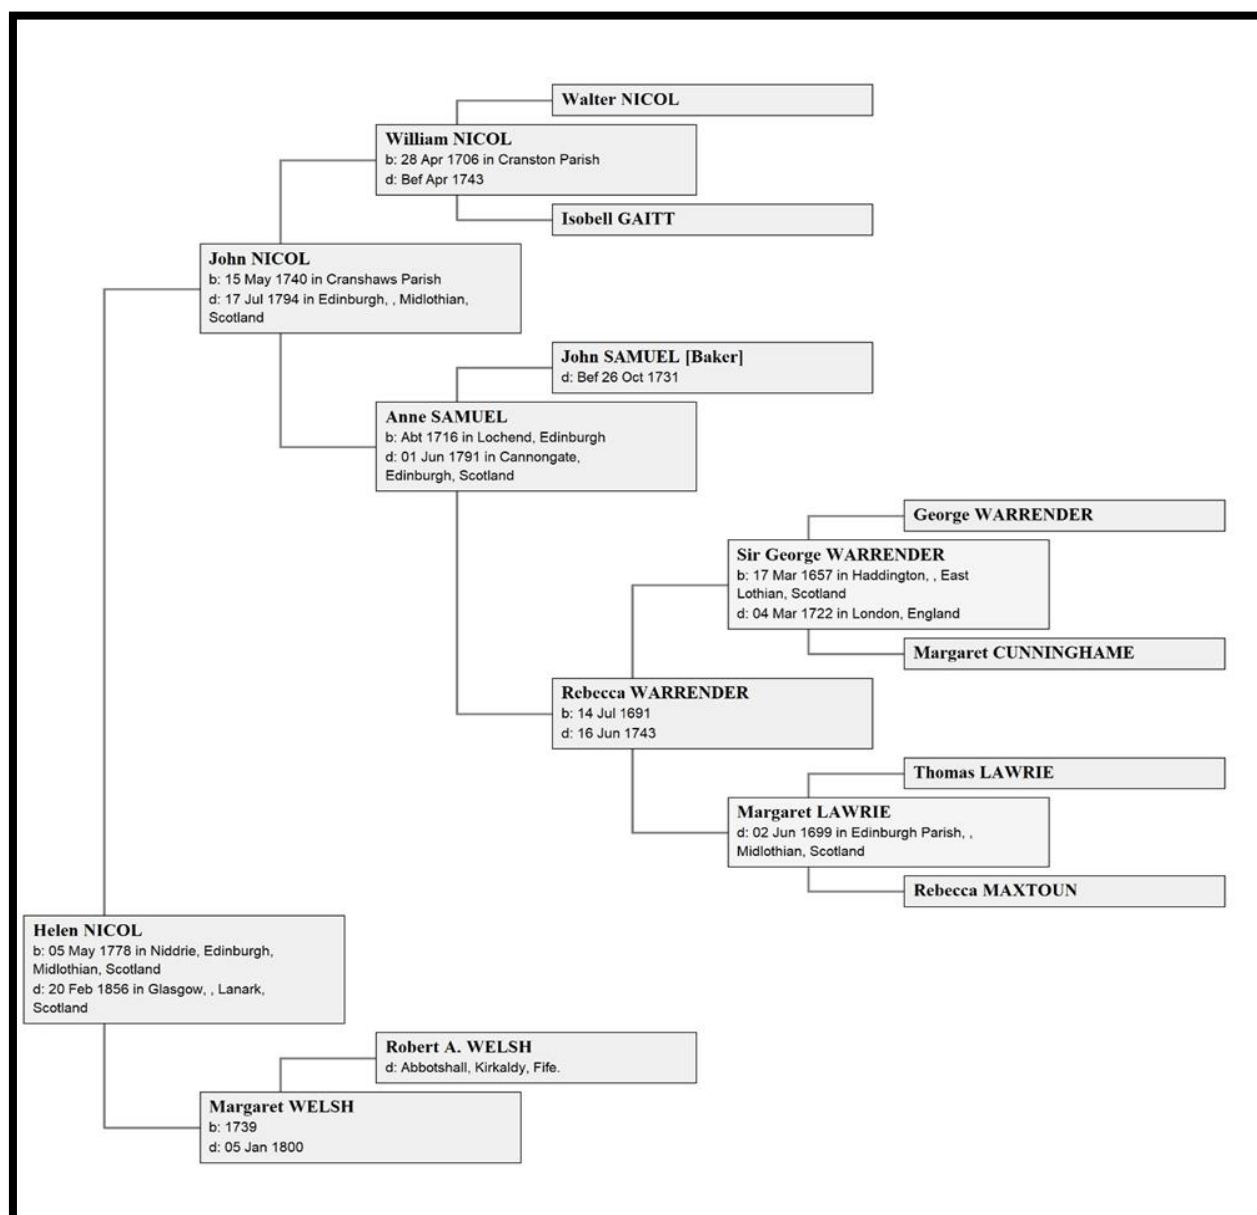 Walter NICOL
William NICOL
b: 28 Apr 1706 in Cranston Parish
d: Bef Apr 1743
Isobell GAITT
John NICOL
b: 15 May 1740 in Cranshaws Parish
d: 17 Jul 1794 in Edinburgh, , Midlothian,
Scotland
John SAMUEL [Baker]
d: Bef 26 Oct 1731
Anne SAMUEL
b: Abt 1716 in Lochend, Edinburgh
d: 01 Jun 1791 in Cannongate,
Edinburgh, Scotland
George WARRENDER
Sir George WARRENDER
b: 17 Mar 1657 in Haddington, , East
Lothian, Scotland
d: 04 Mar 1722 in London, England
Margaret CUNNINGHAME
Rebecca WARRENDER
b: 14 Jul 1691
d: 16 Jun 1743
Thomas LAWRIE
Margaret LAWRIE
d: 02 Jun 1699 in Edinburgh Parish, ,
Midlothian, Scotland
Rebecca MAXTOUN
Helen NICOL
b: 05 May 1778 in Niddrie, Edinburgh,
Midlothian, Scotland
d: 20 Feb 1856 in Glasgow, , Lanark,
Scotland
Robert A. WELSH
d: Abbotshall, Kirkaldy, Fife.
Margaret WELSH
b: 1739
d: 05 Jan 1800